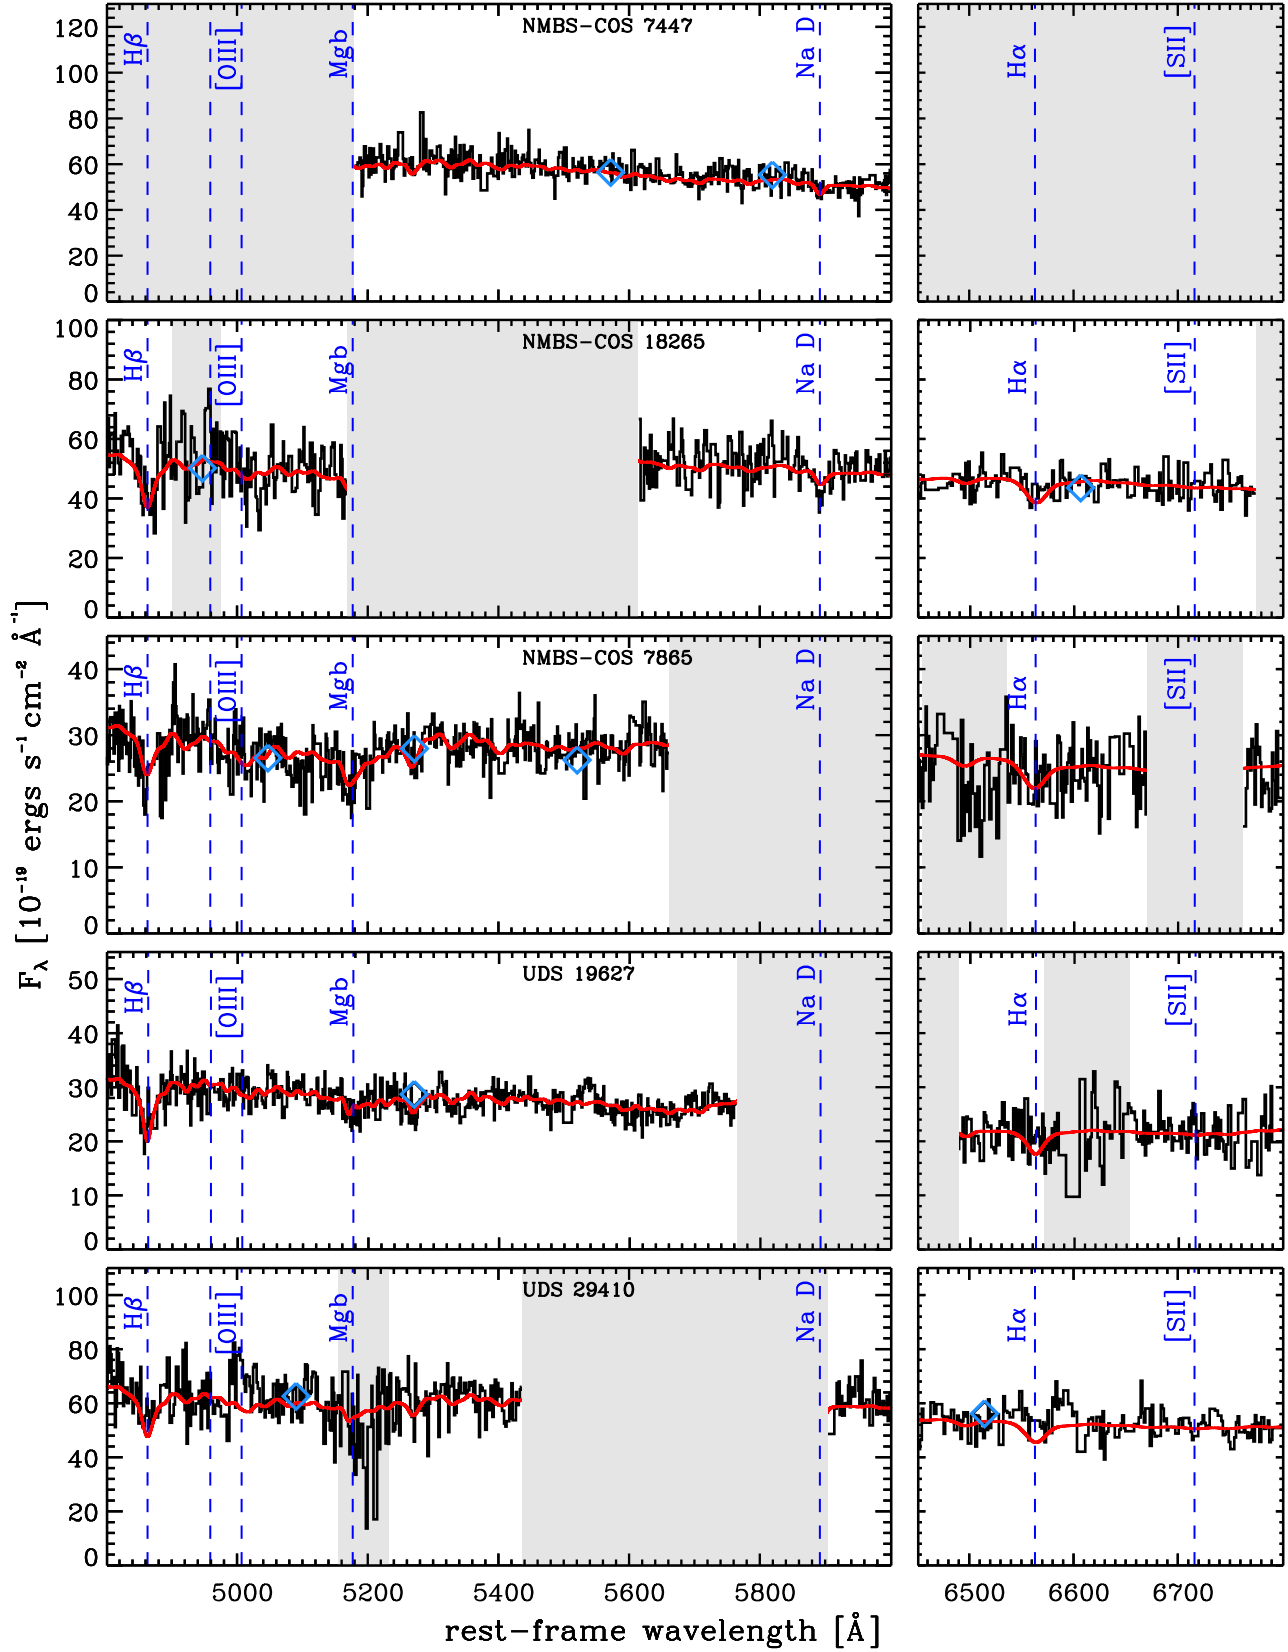 NMBS-COS 7447
Hβ
[OIII]
Mgb
Na D
Hα
[SII]
120
100
80
60
40
20
0
NMBS-COS 18265
Hβ
[OIII]
Mgb
Na D
Hα
[SII]
100
80
60
40
20
0
NMBS-COS 7865
Hβ
[OIII]
Mgb
Na D
Hα
[SII]
40
30
20
10
0
UDS 19627
Hβ
[OIII]
Mgb
Na D
Hα
[SII]
50
40
30
20
10
0
UDS 29410
Hβ
[OIII]
Mgb
Na D
Hα
[SII]
100
80
60
40
20
0
5000 5200 5400 5600 5800
6500 6600 6700
rest-frame wavelength [Å]
F_λ [10⁻¹⁹ ergs s⁻¹ cm⁻² Å⁻¹]